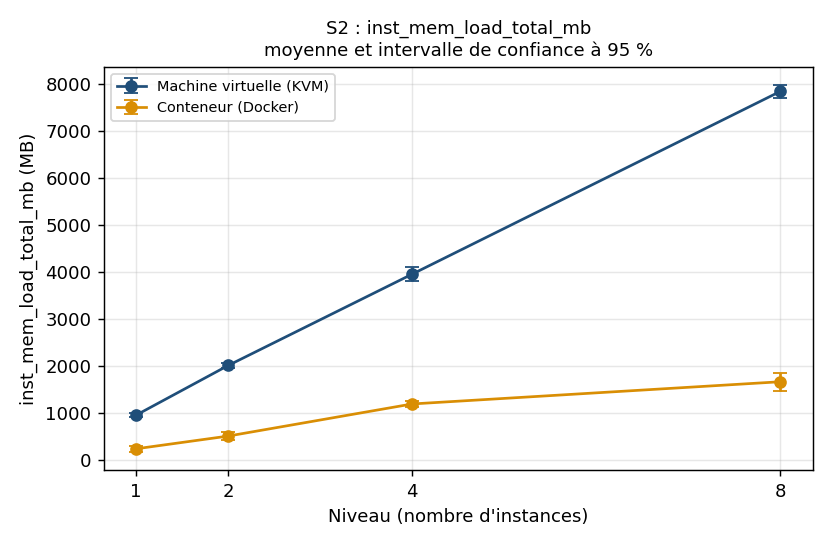 S2 : inst_mem_load_total_mb
moyenne et intervalle de confiance à 95 %
Machine virtuelle (KVM)
Conteneur (Docker)
inst_mem_load_total_mb (MB)
8000
7000
6000
5000
4000
3000
2000
1000
0
1 2 4 8
Niveau (nombre d'instances)